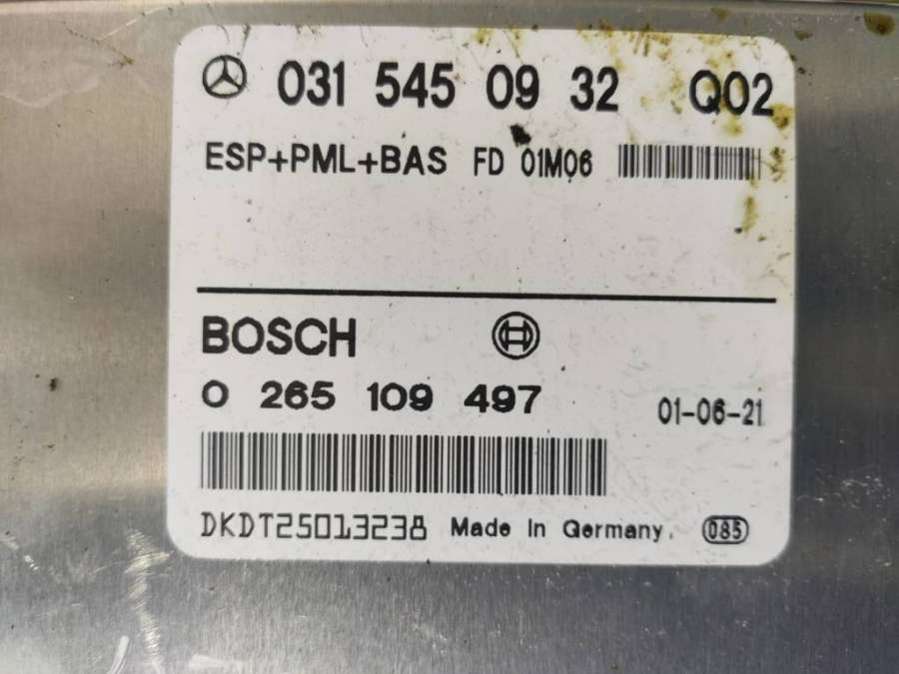 031 545 09 32 Q02
ESP+PML+BAS FD 01M06
BOSCH
0 265 109 497 01-06-21
DKDT25013238 Made In Germany. 085